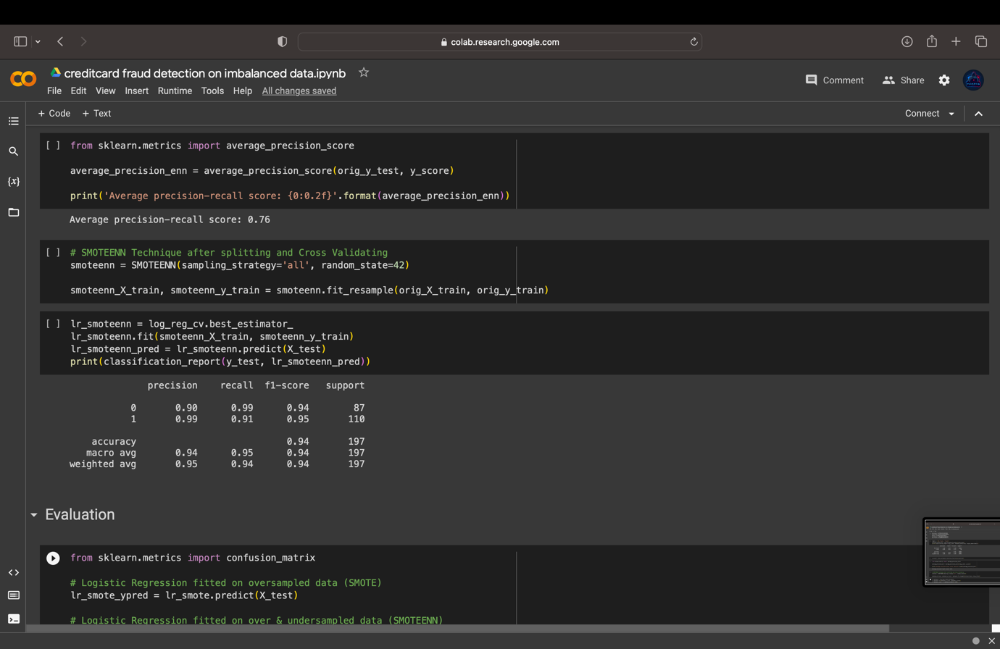 colab.research.google.com
creditcard fraud detection on imbalanced data.ipynb
Comment Share
File Edit View Insert Runtime Tools Help All changes saved
+ Code + Text Connect
{x}
[ ] from sklearn.metrics import average_precision_score
average_precision_enn = average_precision_score(orig_y_test, y_score)
print('Average precision-recall score: {0:0.2f}'.format(average_precision_enn))
Average precision-recall score: 0.76
[ ] # SMOTEENN Technique after splitting and Cross Validating
smoteenn = SMOTEENN(sampling_strategy='all', random_state=42)
smoteenn_X_train, smoteenn_y_train = smoteenn.fit_resample(orig_X_train, orig_y_train)
[ ] lr_smoteenn = log_reg_cv.best_estimator_
lr_smoteenn.fit(smoteenn_X_train, smoteenn_y_train)
lr_smoteenn_pred = lr_smoteenn.predict(X_test)
print(classification_report(y_test, lr_smoteenn_pred))
precision recall f1-score support
0 0.90 0.99 0.94 87
1 0.99 0.91 0.95 110
accuracy 0.94 197
macro avg 0.94 0.95 0.94 197
weighted avg 0.95 0.94 0.94 197
Evaluation
from sklearn.metrics import confusion_matrix
# Logistic Regression fitted on oversampled data (SMOTE)
lr_smote_ypred = lr_smote.predict(X_test)
# Logistic Regression fitted on over & undersampled data (SMOTEENN)